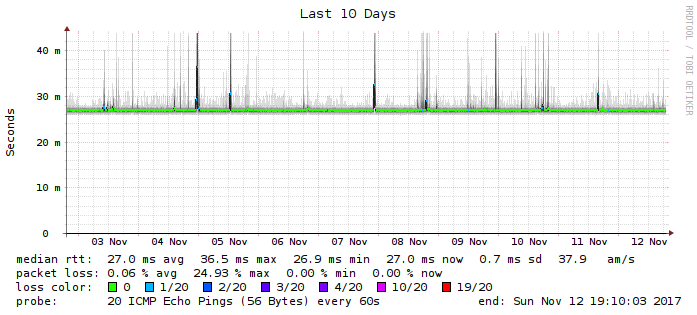 Last 10 Days
RRDTOOL / TOBI OETIKER
Seconds
40 m
30 m
20 m
10 m
0
03 Nov 04 Nov 05 Nov 06 Nov 07 Nov 08 Nov 09 Nov 10 Nov 11 Nov 12 Nov
median rtt: 27.0 ms avg 36.5 ms max 26.9 ms min 27.0 ms now 0.7 ms sd 37.9 am/s
packet loss: 0.06 % avg 24.93 % max 0.00 % min 0.00 % now
loss color: 0 1/20 2/20 3/20 4/20 10/20 19/20
probe: 20 ICMP Echo Pings (56 Bytes) every 60s end: Sun Nov 12 19:10:03 2017